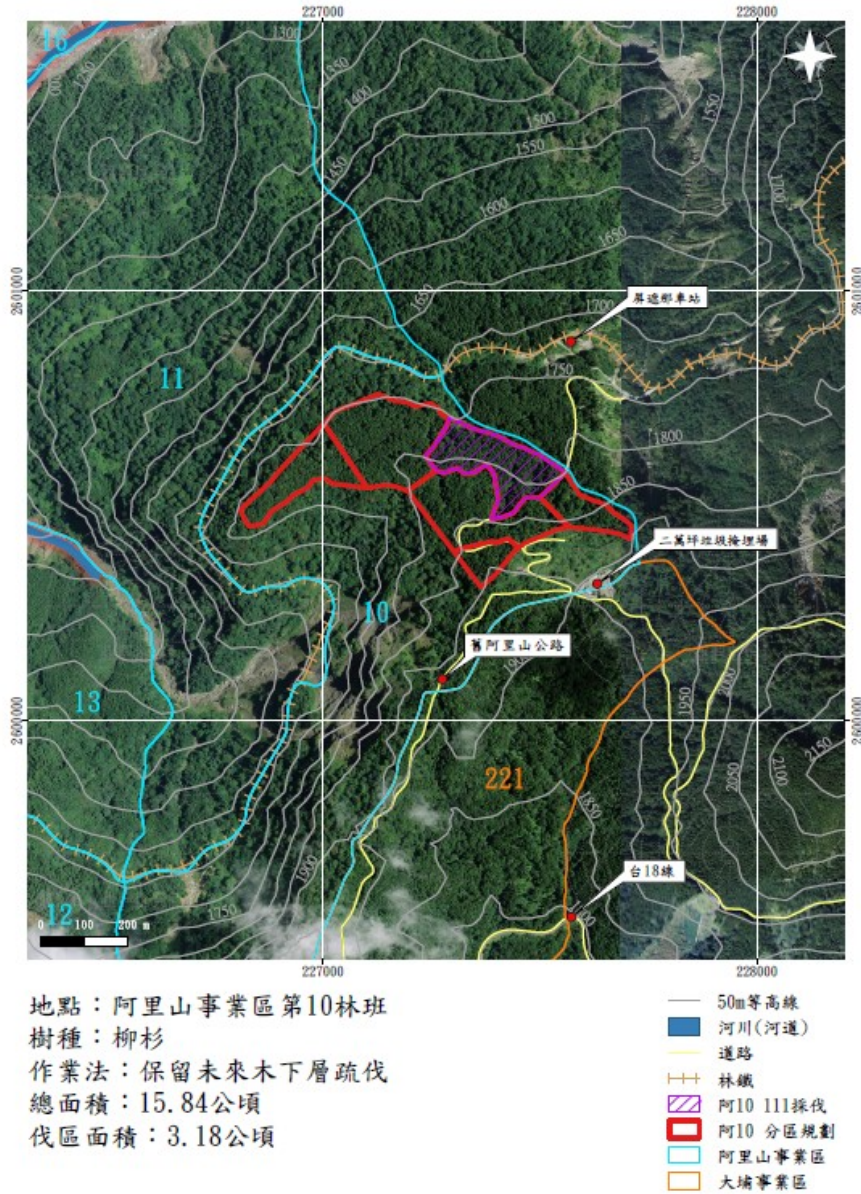 227000
228000
16
1300
1350
1400
1450
1500
1550
1550
1600
1650
1650
1700
1700
2601000
2601000
屏遮那車站
1750
1800
1850
11
二萬坪垃圾掩埋場
10
舊阿里山公路
13
2600000
2600000
1950
2000
2050
2100
2150
221
1850
台18線
1900
1750
12
0 100 200 m
227000
228000
地點：阿里山事業區第10林班
樹種：柳杉
作業法：保留未來木下層疏伐
總面積：15.84公頃
伐區面積：3.18公頃
50m等高線
河川(河道)
道路
林鐵
阿10 111採伐
阿10 分區規劃
阿里山事業區
大埔事業區